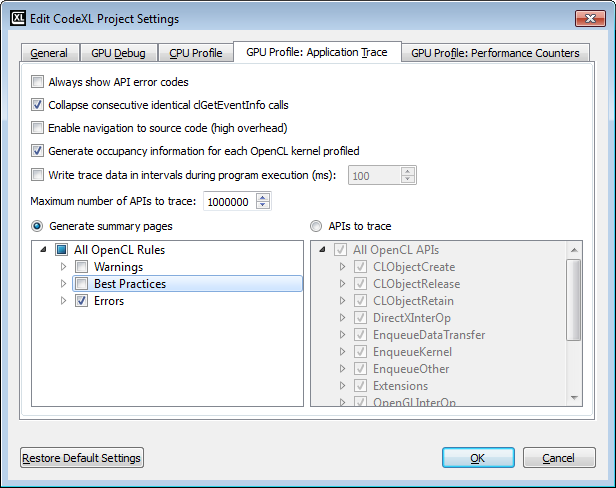 XL Edit CodeXL Project Settings
General GPU Debug CPU Profile GPU Profile: Application Trace GPU Profile: Performance Counters
Always show API error codes
Collapse consecutive identical clGetEventInfo calls
Enable navigation to source code (high overhead)
Generate occupancy information for each OpenCL kernel profiled
Write trace data in intervals during program execution (ms): 100
Maximum number of APIs to trace: 1000000
Generate summary pages
All OpenCL Rules
Warnings
Best Practices
Errors
APIs to trace
All OpenCL APIs
CLObjectCreate
CLObjectRelease
CLObjectRetain
DirectXInterOp
EnqueueDataTransfer
EnqueueKernel
EnqueueOther
Extensions
OpenGLInterOp
Restore Default Settings OK Cancel